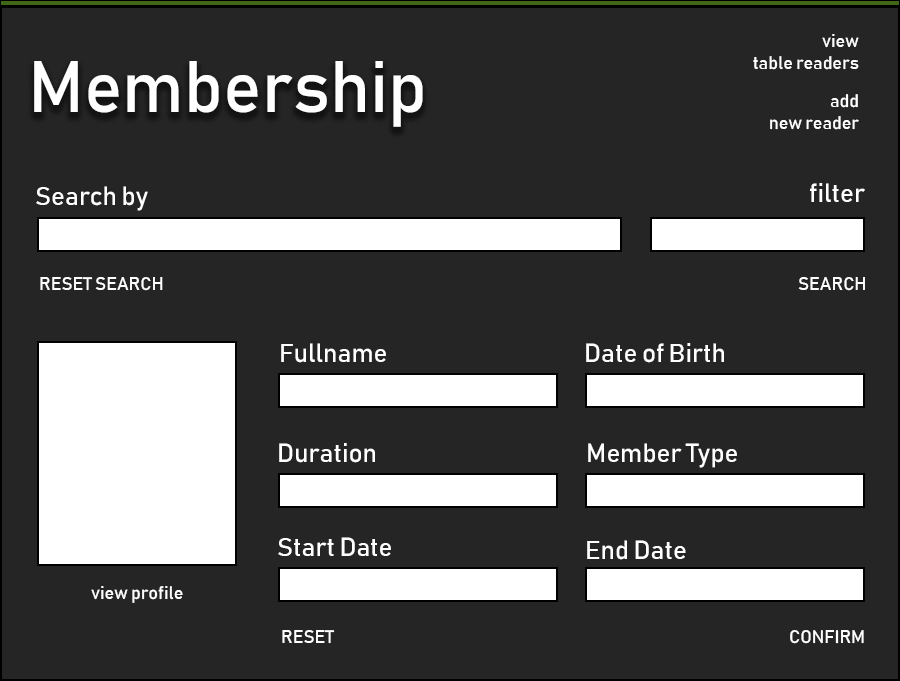 Membership
view
table readers
add
new reader
Search by
filter
RESET SEARCH
SEARCH
Fullname
Date of Birth
Duration
Member Type
Start Date
End Date
view profile
RESET
CONFIRM